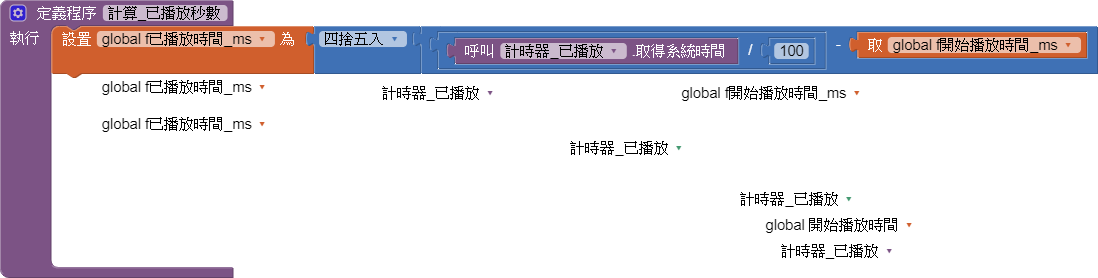 定義程序 計算_已播放秒數
執行 設置 global f已播放時間_ms 為 四捨五入 呼叫 計時器_已播放 .取得系統時間 / 100 - 取 global f開始播放時間_ms
global f已播放時間_ms 計時器_已播放 global f開始播放時間_ms
global f已播放時間_ms
計時器_已播放
計時器_已播放
global 開始播放時間
計時器_已播放